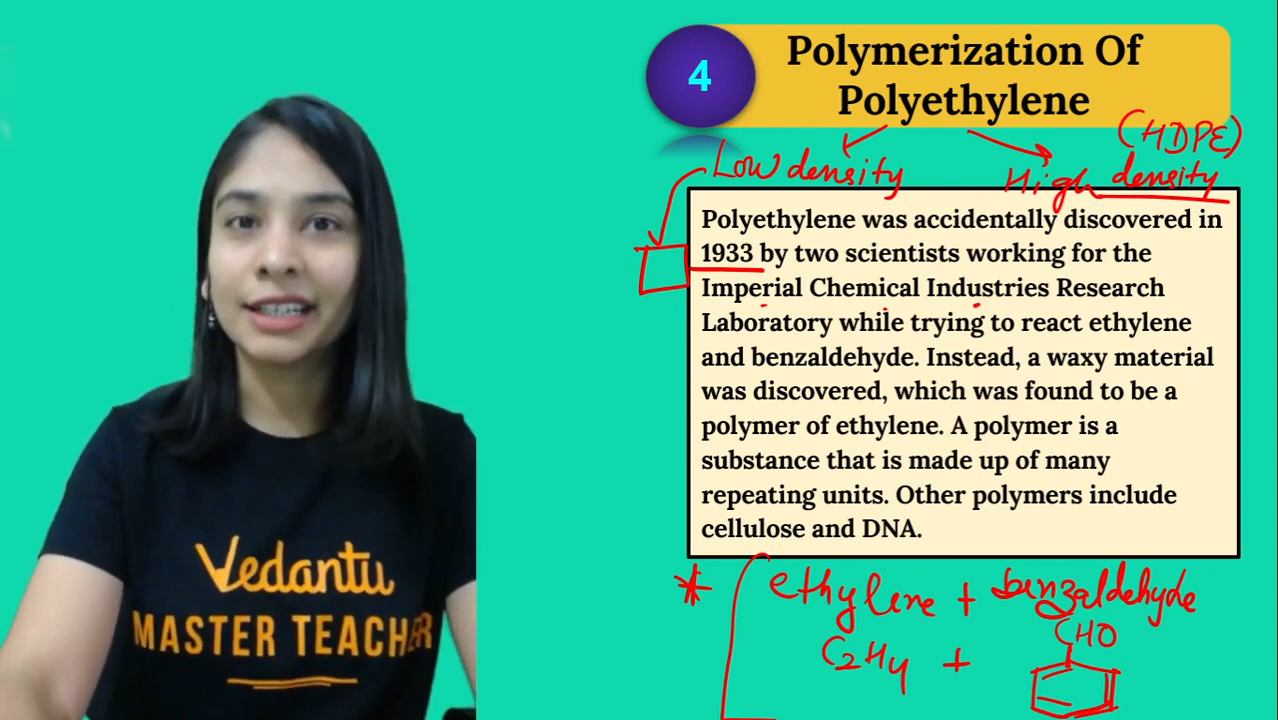 4
Polymerization Of
Polyethylene
(HDPE)
Low density
High density
Polyethylene was accidentally discovered in
1933 by two scientists working for the
Imperial Chemical Industries Research
Laboratory while trying to react ethylene
and benzaldehyde. Instead, a waxy material
was discovered, which was found to be a
polymer of ethylene. A polymer is a
substance that is made up of many
repeating units. Other polymers include
cellulose and DNA.
* ethylene + benzaldehyde
CHO
C2H4 +
Vedantu
MASTER TEACHER